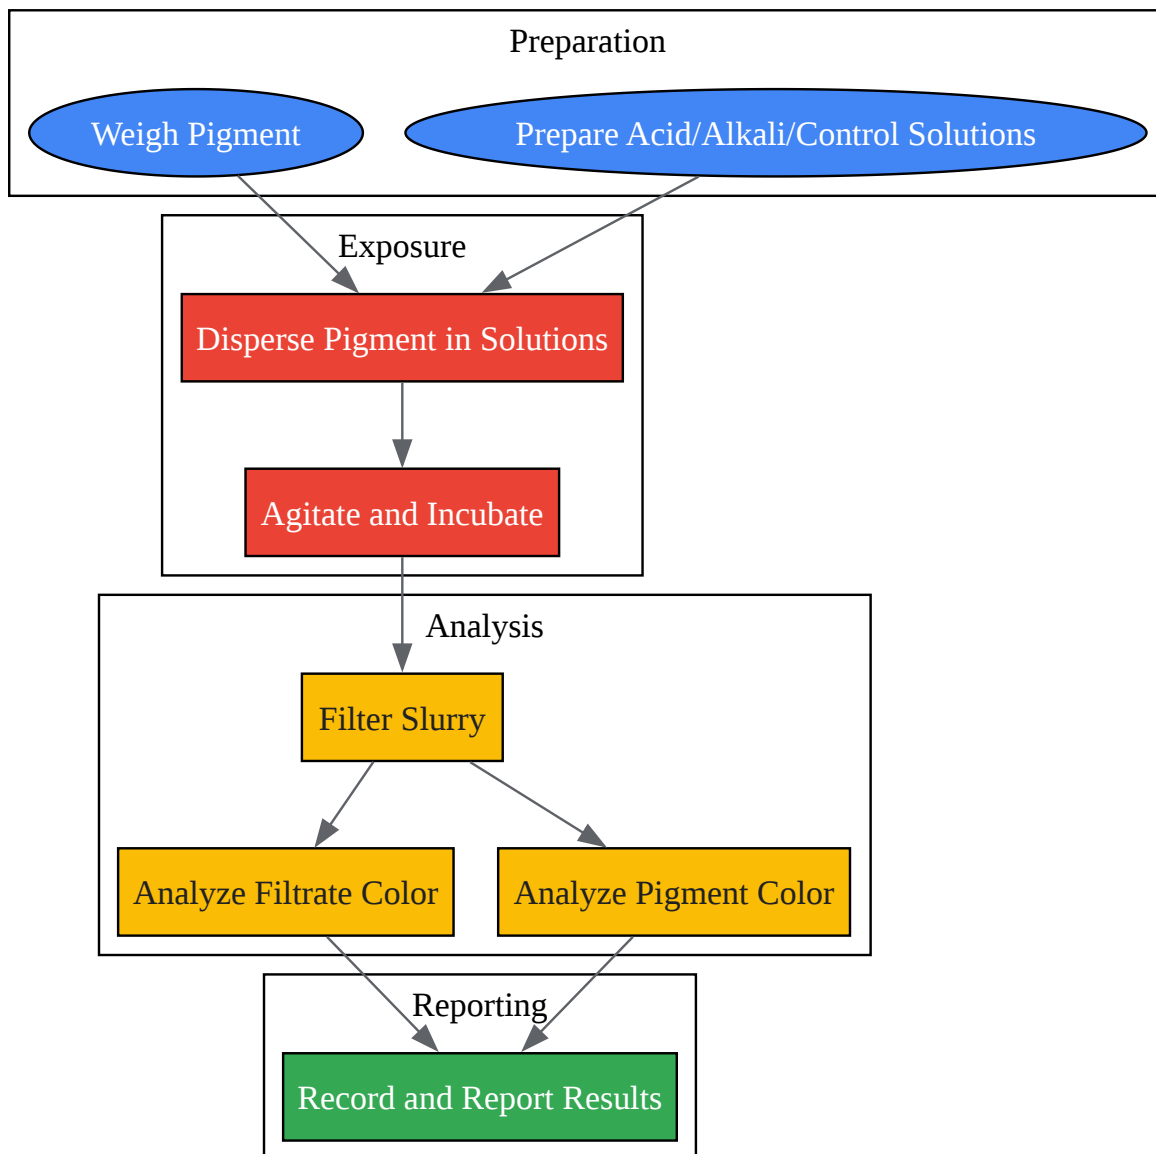 Preparation
Weigh Pigment
Prepare Acid/Alkali/Control Solutions
Exposure
Disperse Pigment in Solutions
Agitate and Incubate
Analysis
Filter Slurry
Analyze Filtrate Color
Analyze Pigment Color
Reporting
Record and Report Results